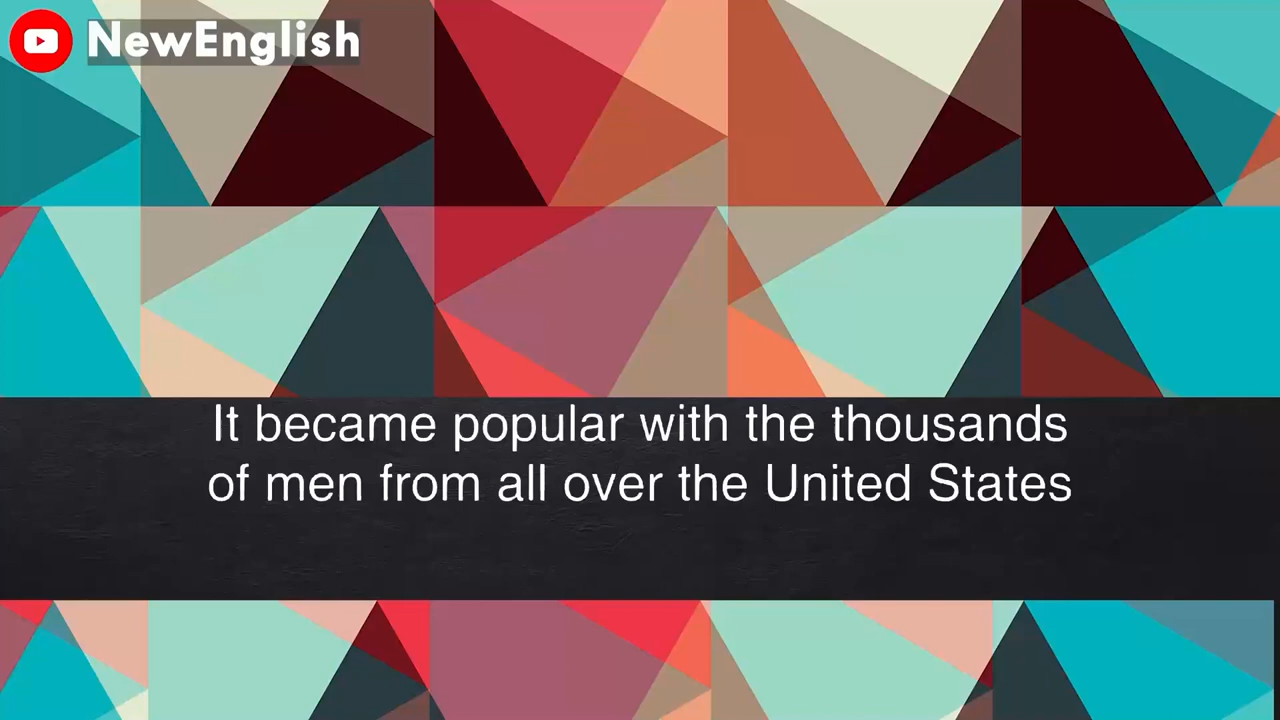 NewEnglish
It became popular with the thousands
of men from all over the United States